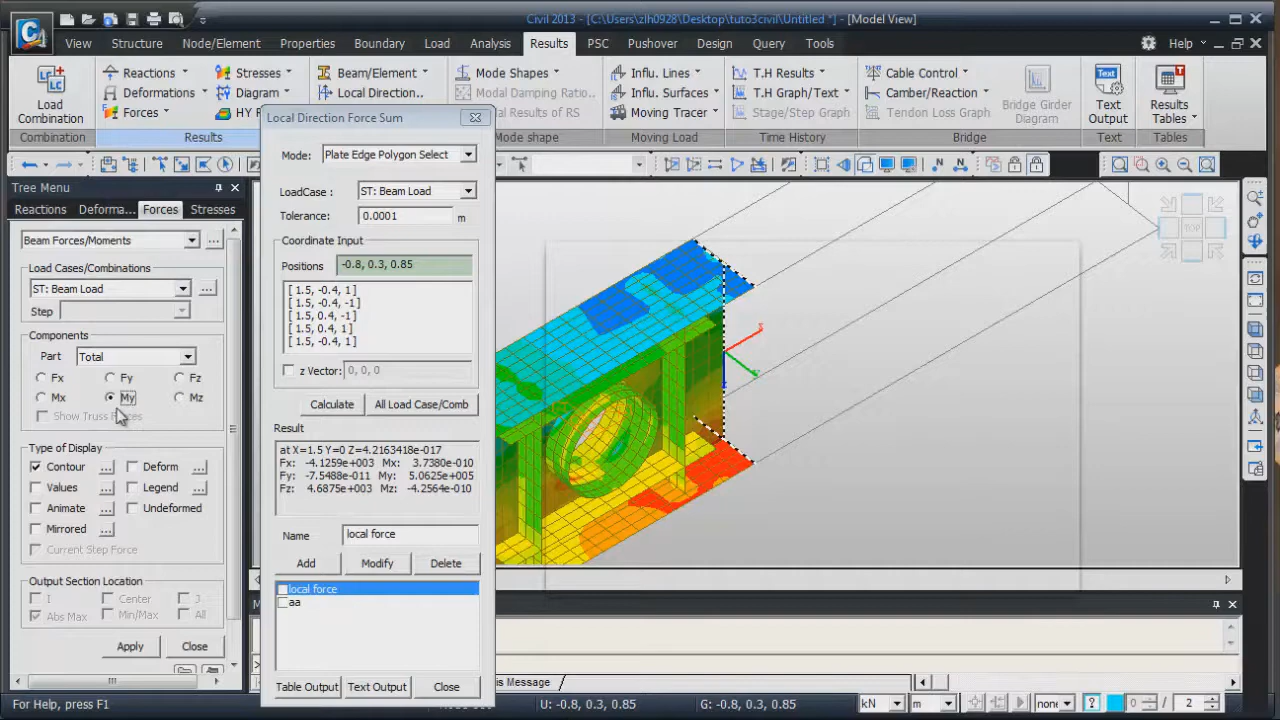 Civil 2013 - [C:\Users\zlh0928\Desktop\tuto3civil\Untitled *] - [Model View]
View Structure Node/Element Properties Boundary Load Analysis Results PSC Pushover Design Query Tools Help
Load Combination
Reactions
Deformations
Forces
Stresses
Diagram
Beam/Element
Local Direction...
Mode Shapes
Modal Damping Ratio...
al Results of RS
Influ. Lines
Influ. Surfaces
Moving Tracer
T.H Results
T.H Graph/Text
Stage/Step Graph
Cable Control
Camber/Reaction
Tendon Loss Graph
Bridge Girder Diagram
Text Output
Results Tables
Combination Results Mode shape Moving Load Time History Bridge Text Tables
Tree Menu
Reactions Deforma... Forces Stresses
Beam Forces/Moments
Load Cases/Combinations
ST: Beam Load
Step
Components
Part Total
Fx Fy Fz
Mx My Mz
Show Truss
Type of Display
Contour ... Deform ...
Values ... Legend ...
Animate ... Undeformed
Mirrored ...
Current Step Force
Output Section Location
I Center J
Abs Max Min/Max All
Apply Close
Local Direction Force Sum
Mode: Plate Edge Polygon Select
LoadCase : ST: Beam Load
Tolerance: 0.0001 m
Coordinate Input
Positions -0.8, 0.3, 0.85
[ 1.5, -0.4, 1]
[ 1.5, -0.4, -1]
[ 1.5, 0.4, -1]
[ 1.5, 0.4, 1]
[ 1.5, -0.4, 1]
z Vector: 0, 0, 0
Calculate All Load Case/Comb
Result
at X=1.5 Y=0 Z=4.2163418e-017
Fx: -4.1259e+003 Mx: 3.7380e-010
Fy: -7.5488e-011 My: 5.0625e+005
Fz: 4.6875e+003 Mz: -4.2564e-010
Name local force
Add Modify Delete
local force
aa
Table Output Text Output Close
TOP
Message
For Help, press F1
U: -0.8, 0.3, 0.85 G: -0.8, 0.3, 0.85 kN m none 0 / 2